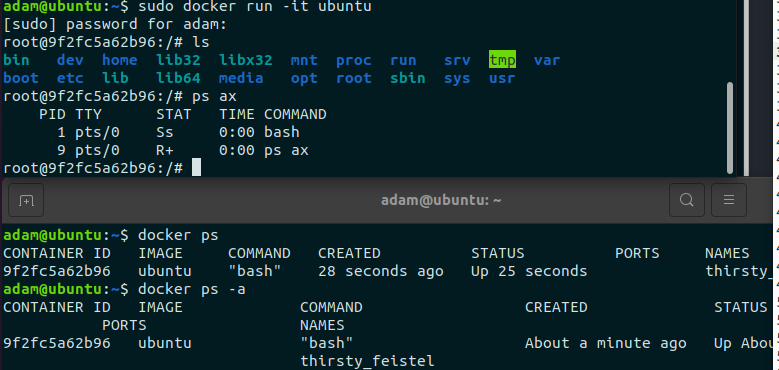 adam@ubuntu:~$ sudo docker run -it ubuntu
[sudo] password for adam:
root@9f2fc5a62b96:/# ls
bin   dev  home  lib32  libx32  mnt  proc  run   srv  tmp  var
boot  etc  lib   lib64  media   opt  root  sbin  sys  usr
root@9f2fc5a62b96:/# ps ax
    PID TTY      STAT   TIME COMMAND
      1 pts/0    Ss     0:00 bash
      9 pts/0    R+     0:00 ps ax
root@9f2fc5a62b96:/#
adam@ubuntu: ~
adam@ubuntu:~$ docker ps
CONTAINER ID   IMAGE     COMMAND   CREATED          STATUS          PORTS     NAMES
9f2fc5a62b96   ubuntu    "bash"    28 seconds ago   Up 25 seconds             thirsty_
adam@ubuntu:~$ docker ps -a
CONTAINER ID   IMAGE             COMMAND                  CREATED              STATUS
           PORTS                 NAMES
9f2fc5a62b96   ubuntu            "bash"                   About a minute ago   Up Abou
                                 thirsty_feistel